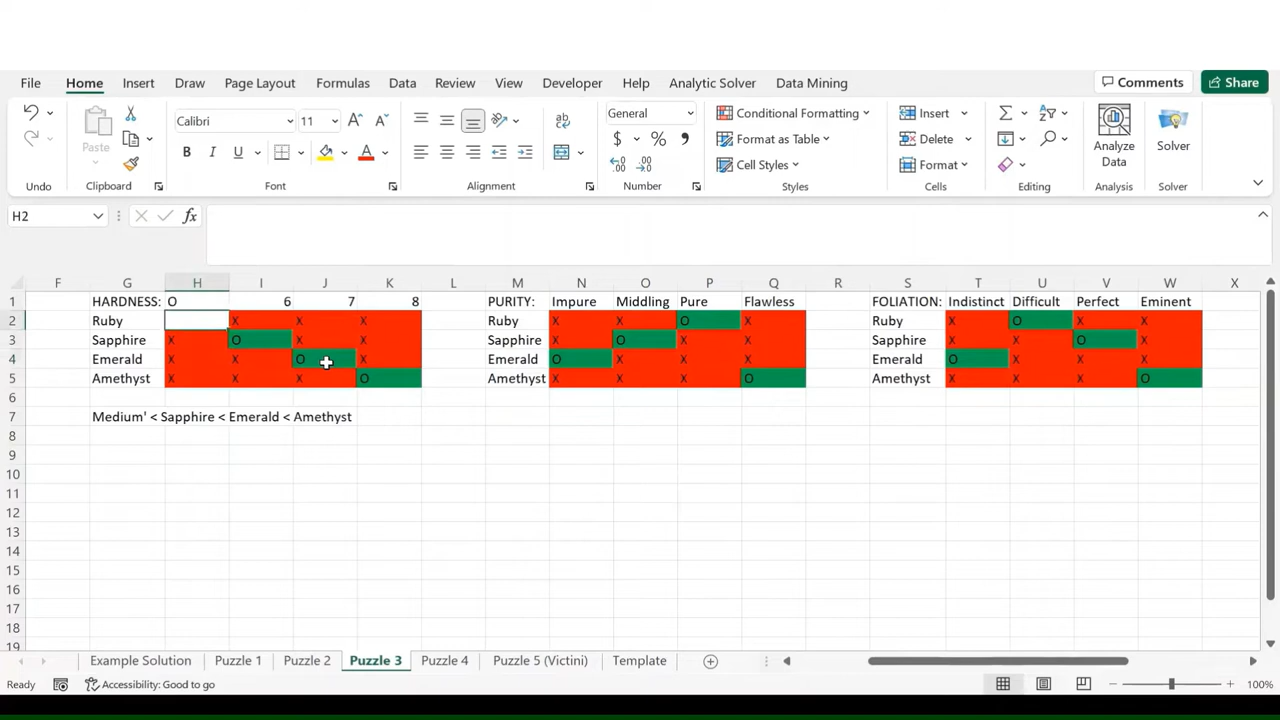 File Home Insert Draw Page Layout Formulas Data Review View Developer Help Analytic Solver Data Mining Comments Share
Calibri 11 General Conditional Formatting Insert
Paste B I U A $ % Format as Table Delete Analyze Data Solver
Cell Styles Format
Undo Clipboard Font Alignment Number Styles Cells Editing Analysis Solver
H2 fx
F G H I J K L M N O P Q R S T U V W X
1 HARDNESS: O 6 7 8 PURITY: Impure Middling Pure Flawless FOLIATION: Indistinct Difficult Perfect Eminent
2 Ruby X X X Ruby X X O X Ruby X O X X
3 Sapphire X O X X Sapphire X O X X Sapphire X X O X
4 Emerald X X O X Emerald O X X X Emerald O X X X
5 Amethyst X X X O Amethyst X X X O Amethyst X X X O
6
7 Medium' < Sapphire < Emerald < Amethyst
8
9
10
11
12
13
14
15
16
17
18
19
Example Solution Puzzle 1 Puzzle 2 Puzzle 3 Puzzle 4 Puzzle 5 (Victini) Template
Ready Accessibility: Good to go 100%